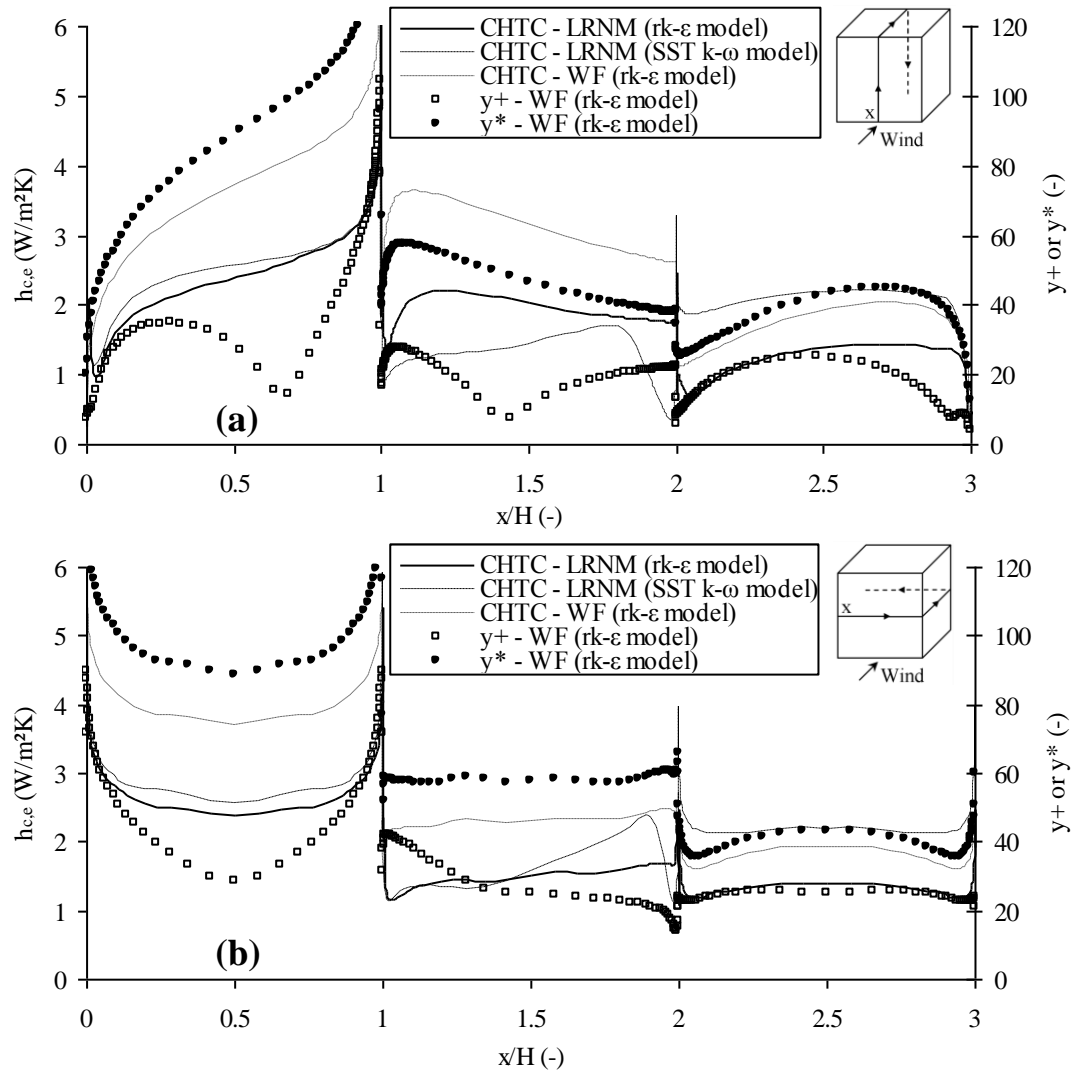 CHTC - LRNM (rk-ε model)
CHTC - LRNM (SST k-ω model)
CHTC - WF (rk-ε model)
y+ - WF (rk-ε model)
y* - WF (rk-ε model)
x
Wind
6
5
4
3
2
1
0
hc,e (W/m²K)
120
100
80
60
40
20
0
y+ or y* (-)
(a)
0
0.5
1
1.5
2
2.5
3
x/H (-)
CHTC - LRNM (rk-ε model)
CHTC - LRNM (SST k-ω model)
CHTC - WF (rk-ε model)
y+ - WF (rk-ε model)
y* - WF (rk-ε model)
x
Wind
6
5
4
3
2
1
0
hc,e (W/m²K)
120
100
80
60
40
20
0
y+ or y* (-)
(b)
0
0.5
1
1.5
2
2.5
3
x/H (-)